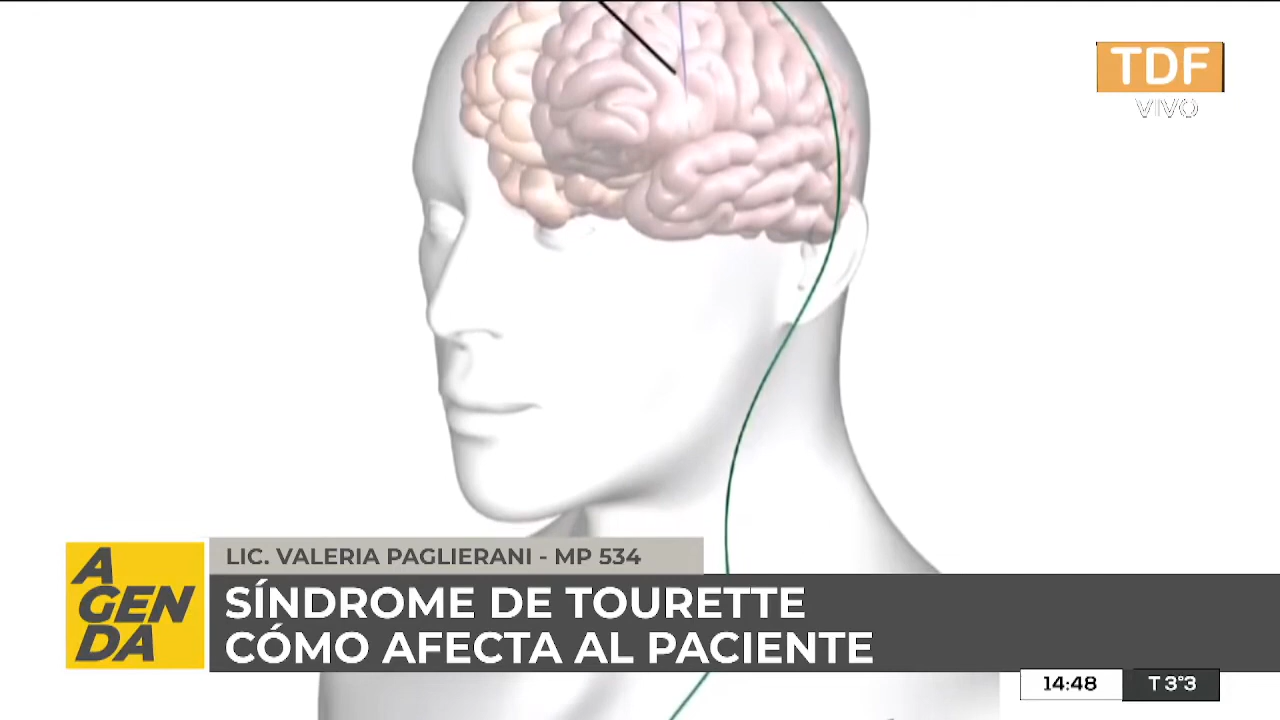 TDF
VIVO
LIC. VALERIA PAGLIERANI - MP 534
A
GEN
DA
SÍNDROME DE TOURETTE
CÓMO AFECTA AL PACIENTE
14:48
T 3°3